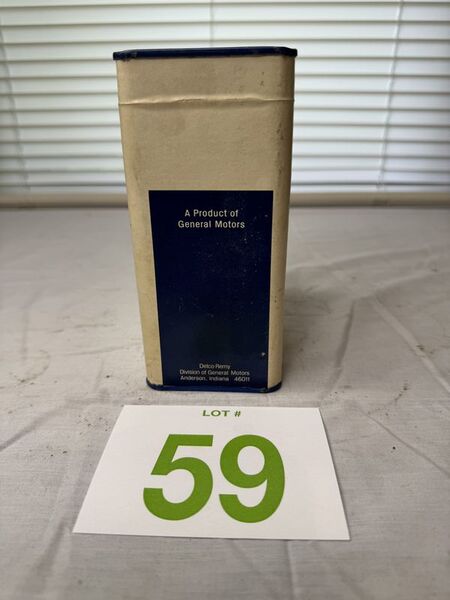 A Product of
General Motors
Delco Remy
Division of General Motors
Anderson, Indiana 46011
LOT #
59